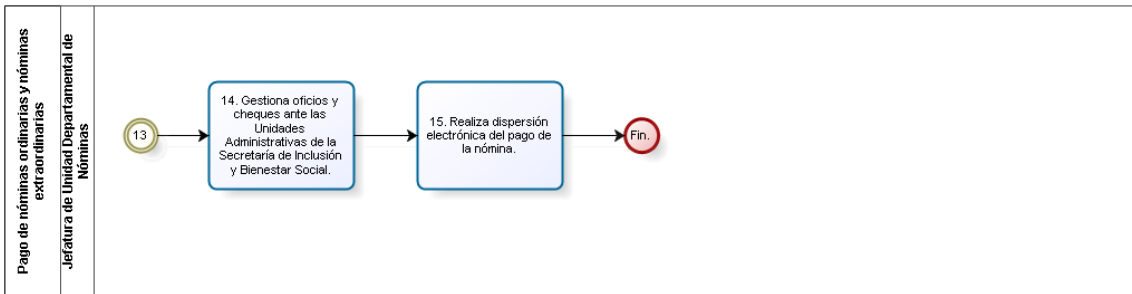 Pago de nóminas ordinarias y nóminas
extraordinarias
Jefatura de Unidad Departamental de
Nóminas
13
14. Gestiona oficios y
cheques ante las
Unidades
Administrativas de la
Secretaría de Inclusión
y Bienestar Social.
15. Realiza dispersión
electrónica del pago de
la nómina.
Fin.